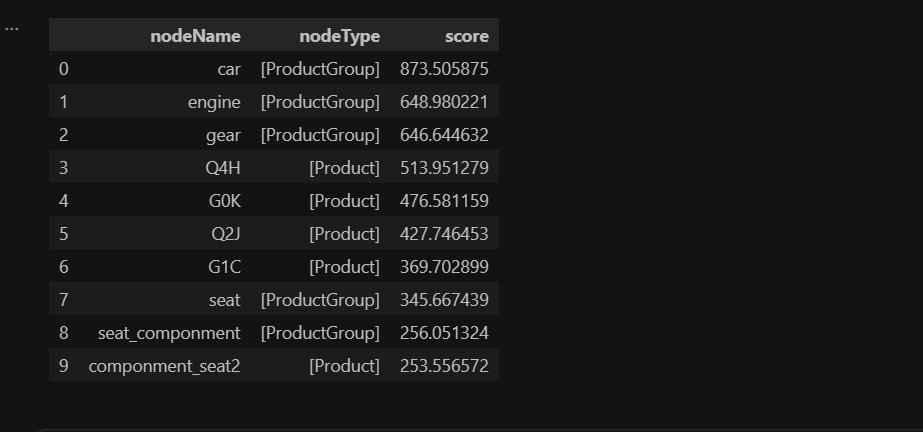 ...
nodeName nodeType score
0 car [ProductGroup] 873.505875
1 engine [ProductGroup] 648.980221
2 gear [ProductGroup] 646.644632
3 Q4H [Product] 513.951279
4 G0K [Product] 476.581159
5 Q2J [Product] 427.746453
6 G1C [Product] 369.702899
7 seat [ProductGroup] 345.667439
8 seat_componment [ProductGroup] 256.051324
9 componment_seat2 [Product] 253.556572